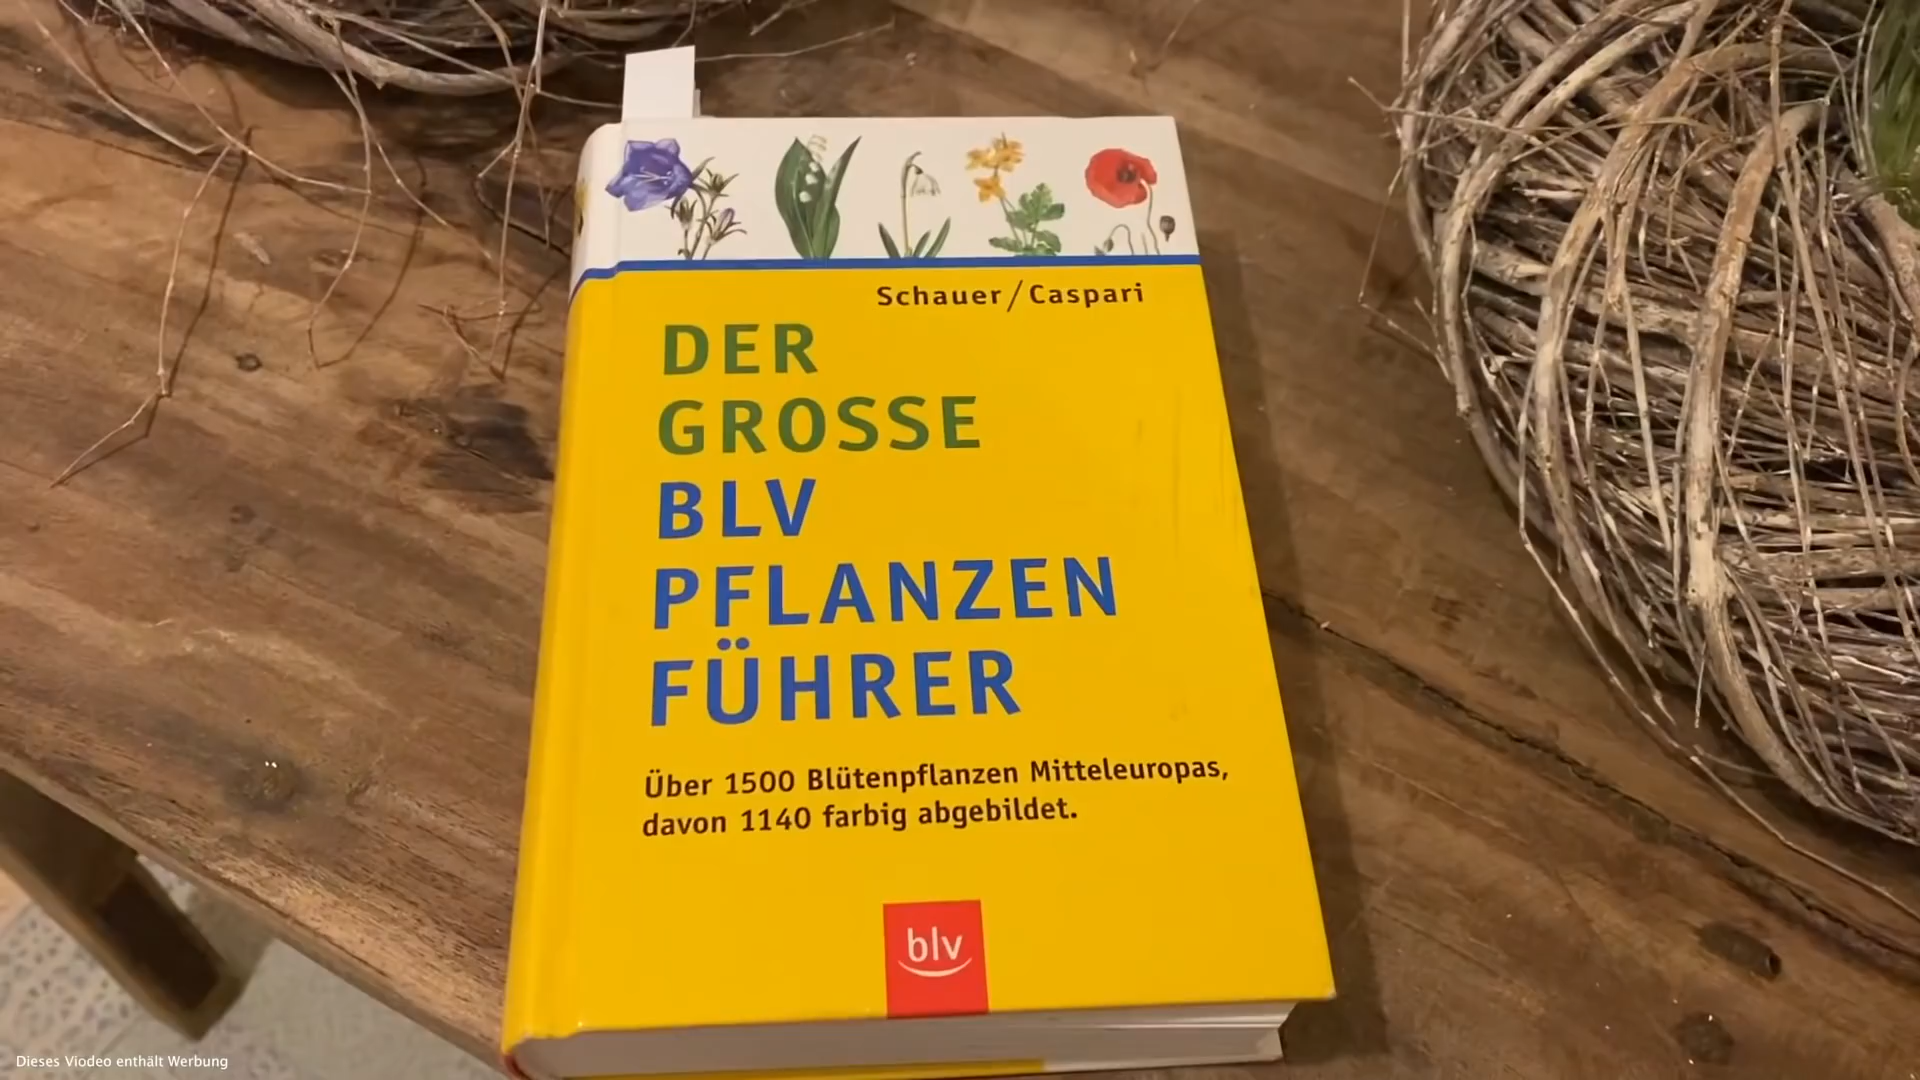 Schauer/Caspari
DER
GROSSE
BLV
PFLANZEN
FÜHRER
Über 1500 Blütenpflanzen Mitteleuropas,
davon 1140 farbig abgebildet.
blv
Dieses Viodeo enthält Werbung